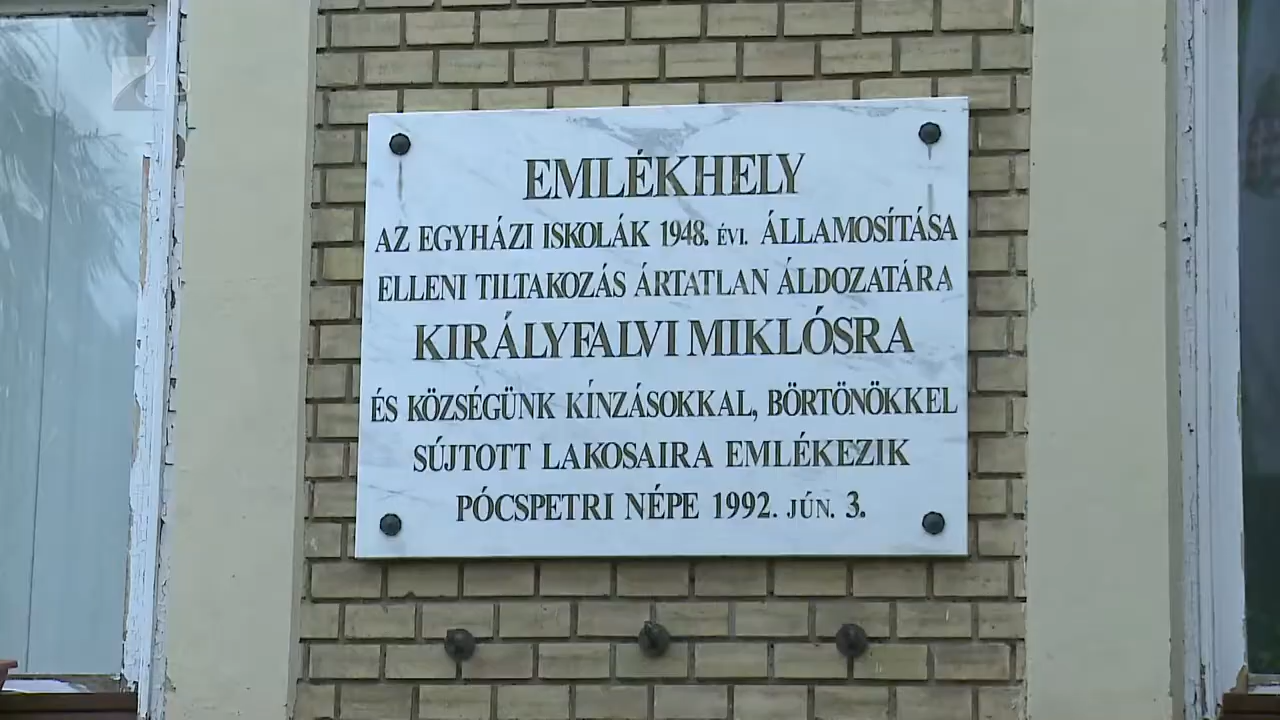 EMLÉKHELY
AZ EGYHÁZI ISKOLÁK 1948. ÉVI. ÁLLAMOSÍTÁSA
ELLENI TILTAKOZÁS ÁRTATLAN ÁLDOZATÁRA
KIRÁLYFALVI MIKLÓSRA
ÉS KÖZSÉGÜNK KÍNZÁSOKKAL, BÖRTÖNÖKKEL
SÚJTOTT LAKOSAIRA EMLÉKEZIK
PÓCSPETRI NÉPE 1992. JÚN. 3.